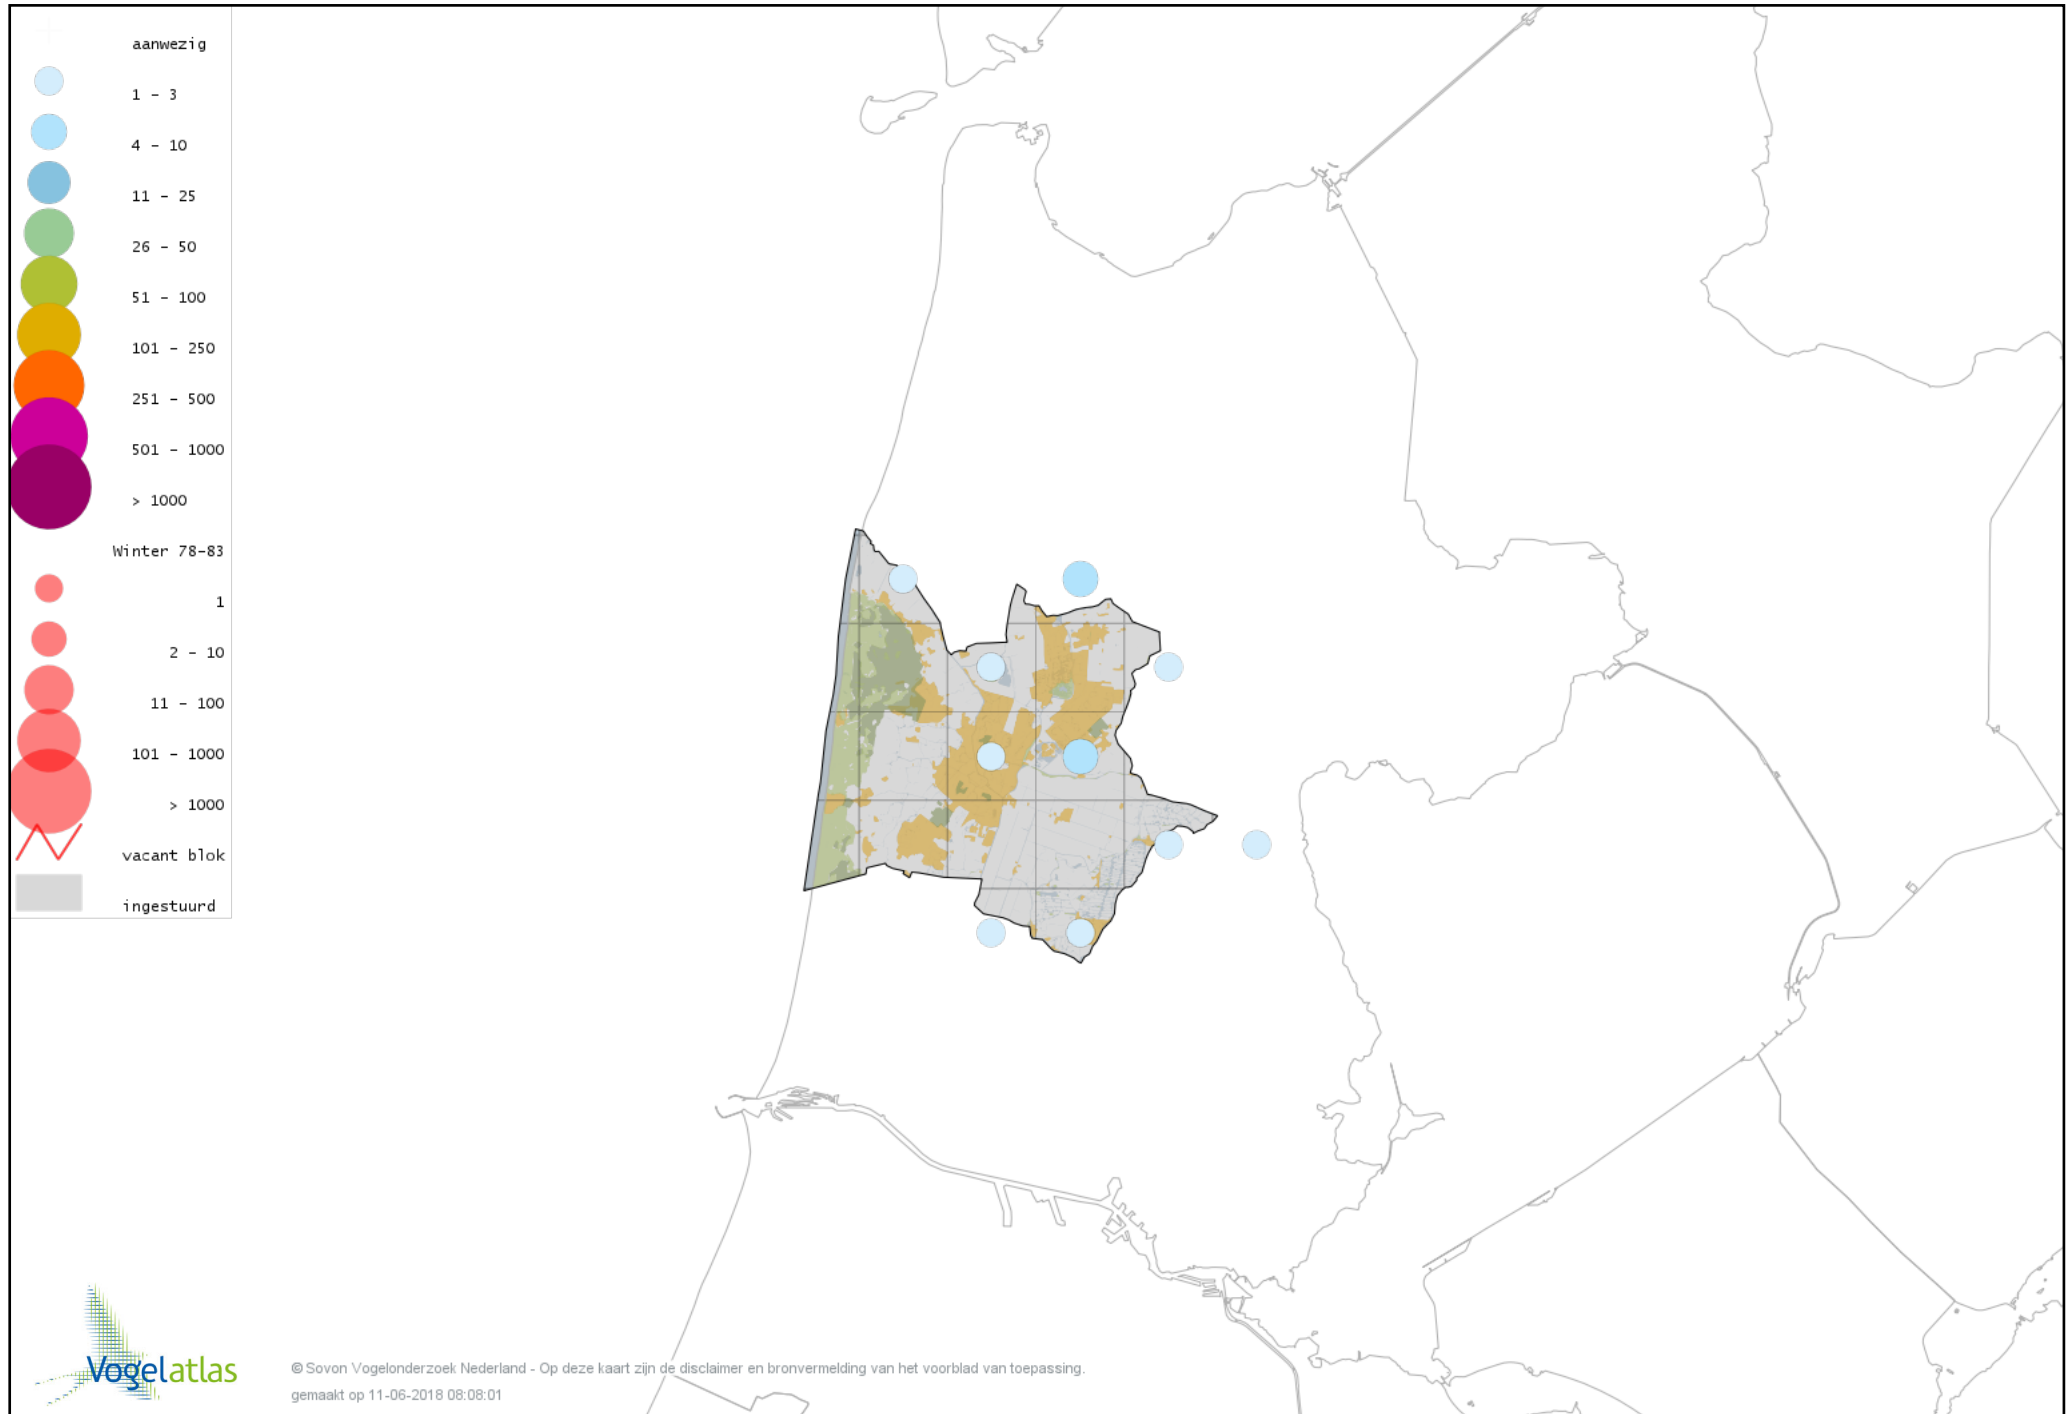 aanwezig
1 - 3
4 - 10
11 - 25
26 - 50
51 - 100
101 - 250
251 - 500
501 - 1000
> 1000
Winter 78-83
1
2 - 10
11 - 100
101 - 1000
> 1000
vacant blok
ingestuurd
Vogelatlas
© Sovon Vogelonderzoek Nederland - Op deze kaart zijn de disclaimer en bronvermelding van het voorblad van toepassing.
gemaakt op 11-06-2018 08:08:01